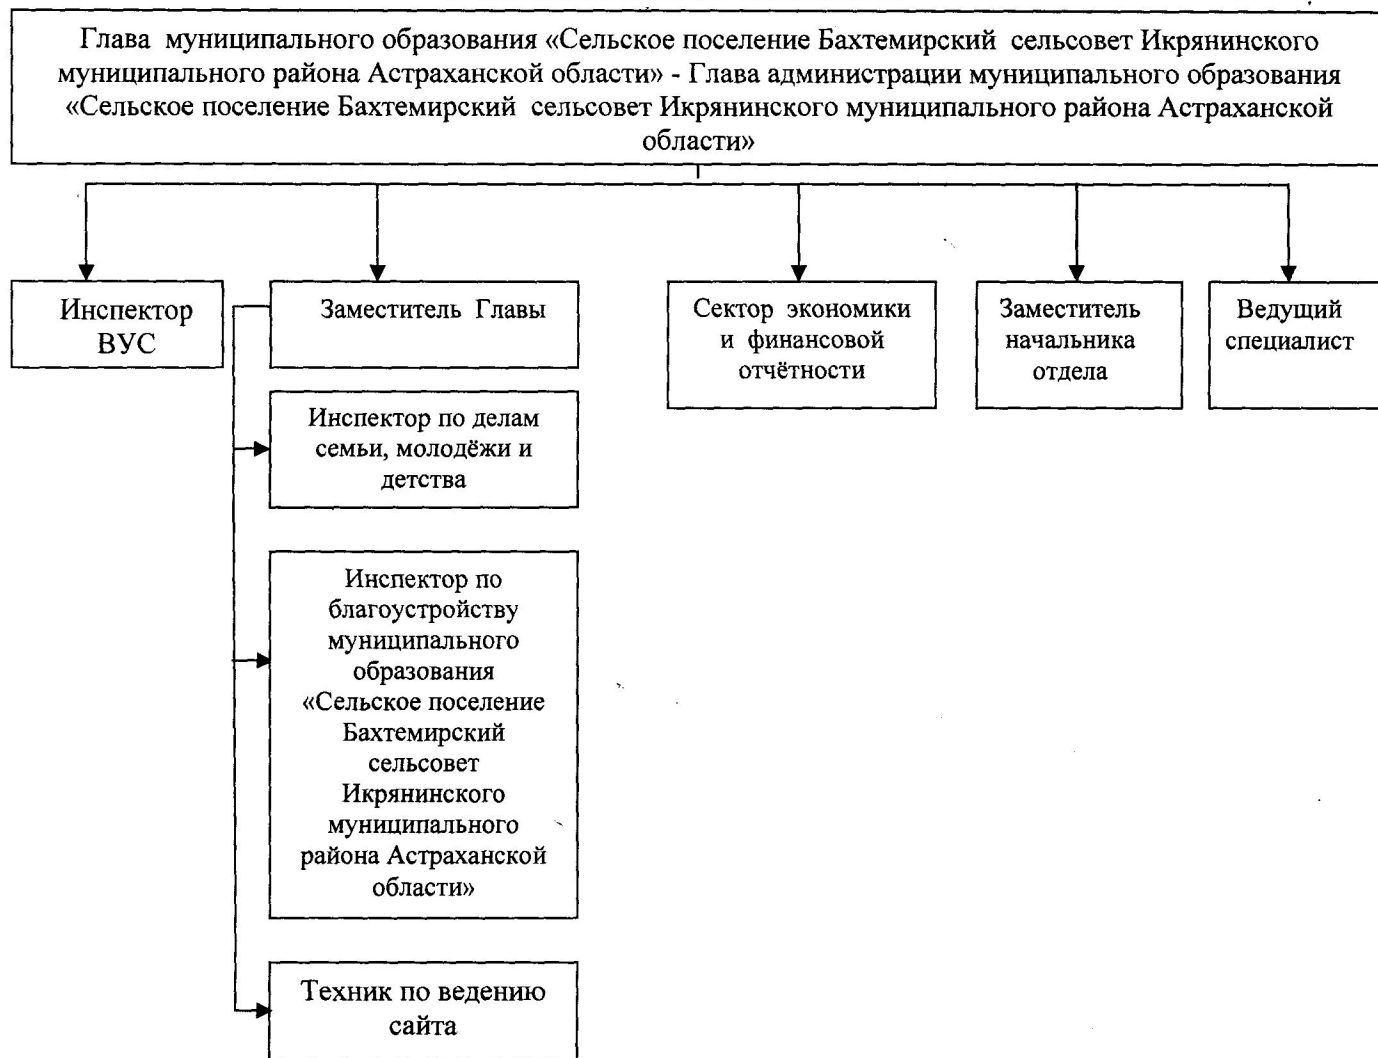 Глава муниципального образования «Сельское поселение Бахтемирский сельсовет Икрянинского
муниципального района Астраханской области» - Глава администрации муниципального образования
«Сельское поселение Бахтемирский сельсовет Икрянинского муниципального района Астраханской
области»
Инспектор
ВУС
Заместитель Главы
Сектор экономики
и финансовой
отчётности
Заместитель
начальника
отдела
Ведущий
специалист
Инспектор по делам
семьи, молодёжи и
детства
Инспектор по
благоустройству
муниципального
образования
«Сельское поселение
Бахтемирский
сельсовет
Икрянинского
муниципального
района Астраханской
области»
Техник по ведению
сайта